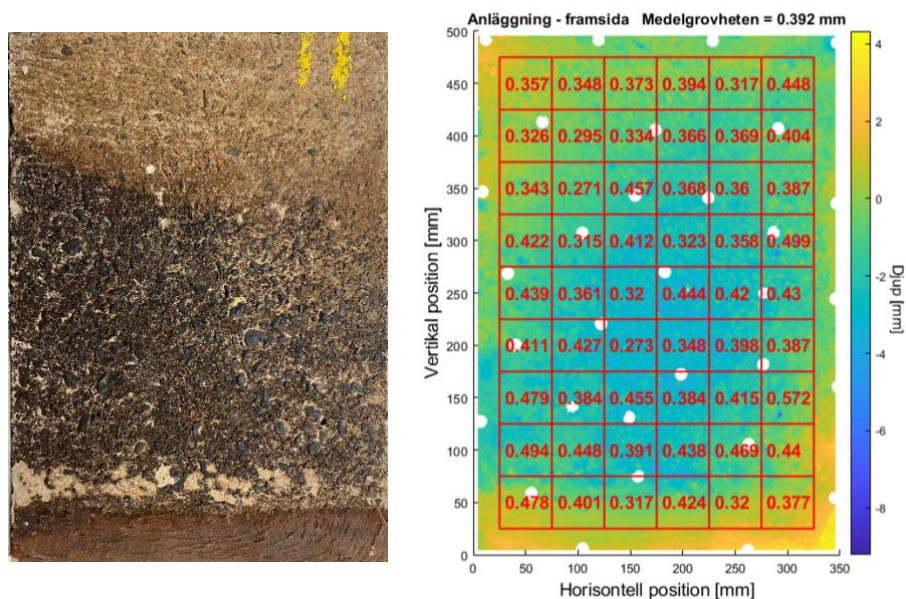 Anläggning - framsida Medelgrovheten = 0.392 mm
500
450
400
350
300
250
200
150
100
50
0
Vertikal position [mm]
0.357 0.348 0.373 0.394 0.317 0.448
0.326 0.295 0.334 0.366 0.369 0.404
0.343 0.271 0.457 0.368 0.36 0.387
0.422 0.315 0.412 0.323 0.358 0.499
0.439 0.361 0.32 0.444 0.42 0.43
0.411 0.427 0.273 0.348 0.398 0.387
0.479 0.384 0.455 0.384 0.415 0.572
0.494 0.448 0.391 0.438 0.469 0.44
0.478 0.401 0.317 0.424 0.32 0.377
0 50 100 150 200 250 300 350
Horisontell position [mm]
4
2
0
-2
-4
-6
-8
Djup [mm]